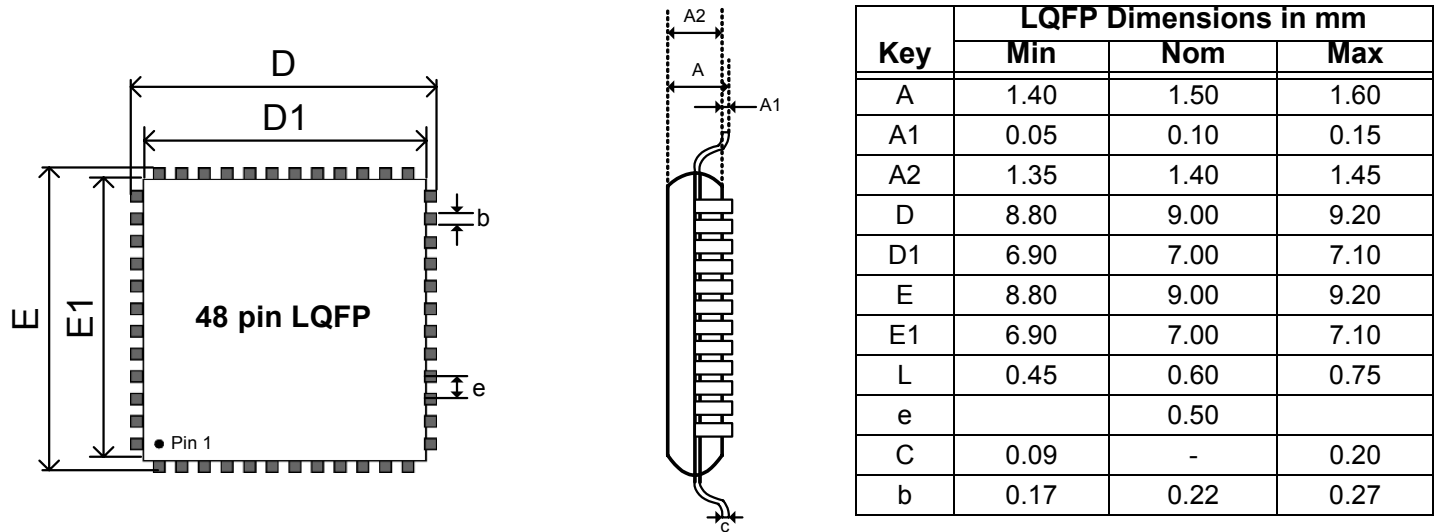 D
D1
E
E1
b
e
48 pin LQFP
Pin 1
A2
A
A1
c
LQFP Dimensions in mm
Key Min Nom Max
A 1.40 1.50 1.60
A1 0.05 0.10 0.15
A2 1.35 1.40 1.45
D 8.80 9.00 9.20
D1 6.90 7.00 7.10
E 8.80 9.00 9.20
E1 6.90 7.00 7.10
L 0.45 0.60 0.75
e 0.50
C 0.09 - 0.20
b 0.17 0.22 0.27